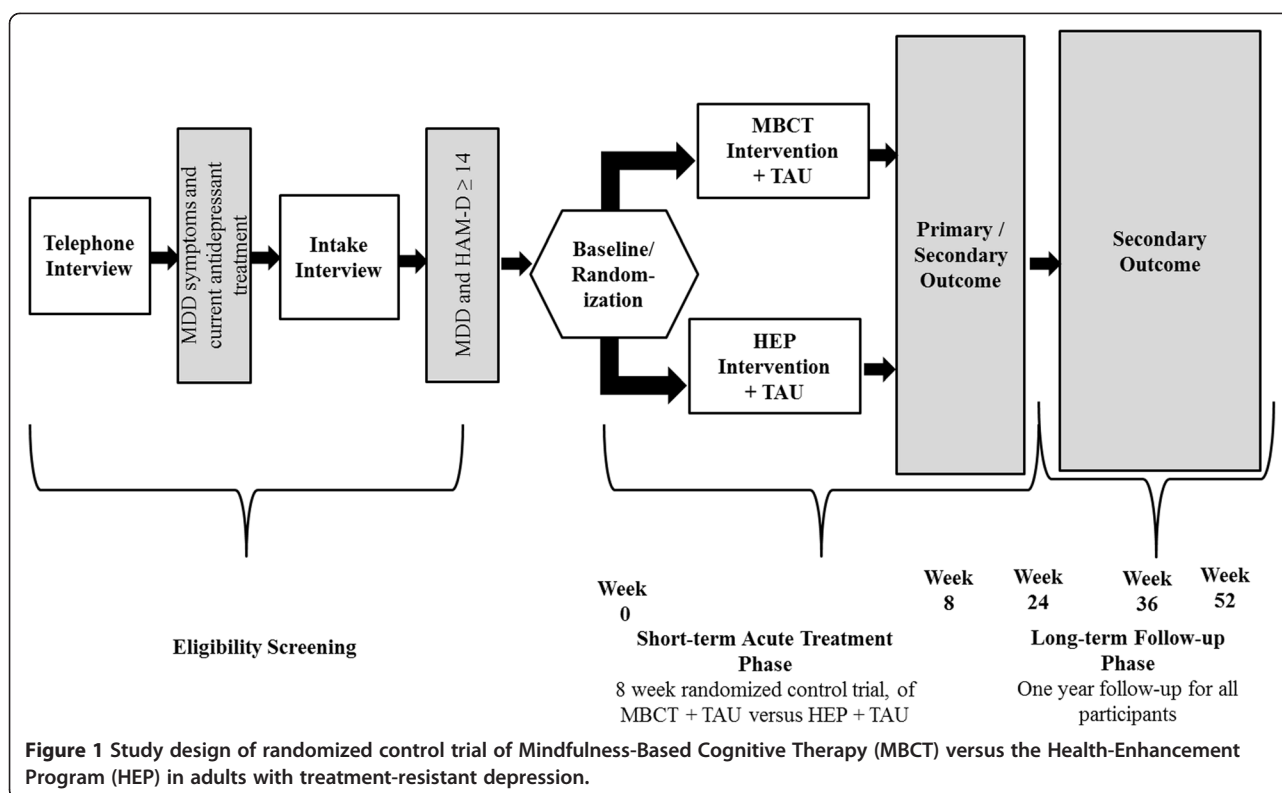 Telephone
Interview
MDD symptoms and
current antidepressant
treatment
Intake
Interview
MDD and HAM-D ≥ 14
Baseline/
Random-
ization
MBCT
Intervention
+ TAU
HEP
Intervention
+ TAU
Primary /
Secondary
Outcome
Secondary
Outcome
Week
0
Week
8
Week
24
Week
36
Week
52
Eligibility Screening
Short-term Acute Treatment
Phase
8 week randomized control trial, of
MBCT + TAU versus HEP + TAU
Long-term Follow-up
Phase
One year follow-up for all
participants
Figure 1 Study design of randomized control trial of Mindfulness-Based Cognitive Therapy (MBCT) versus the Health-Enhancement
Program (HEP) in adults with treatment-resistant depression.